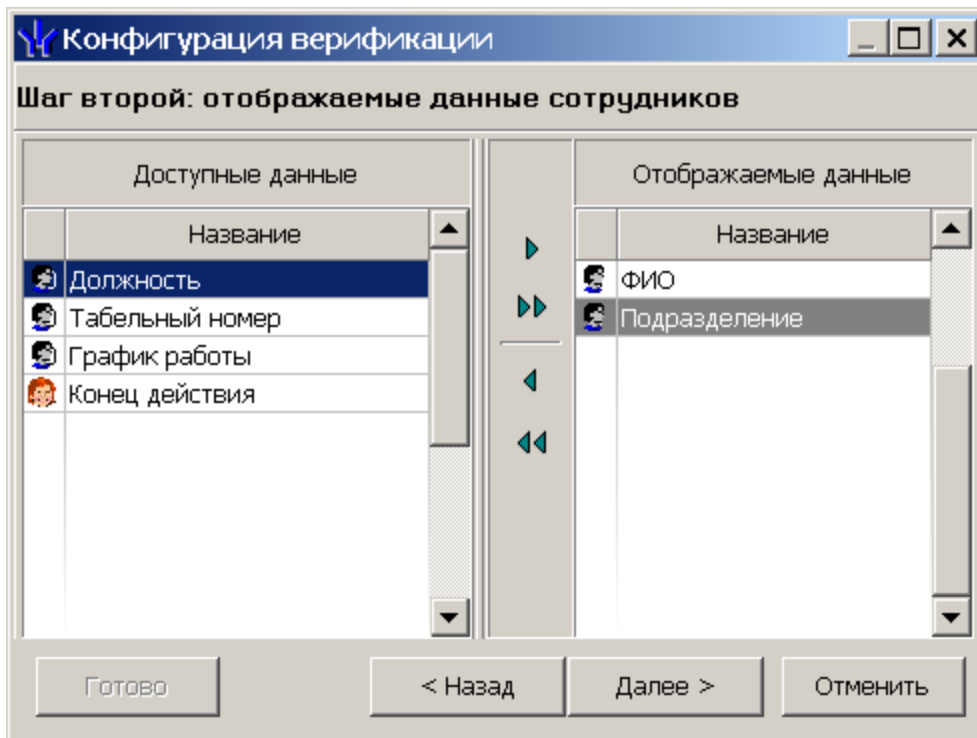 Конфигурация верификации
Шаг второй: отображаемые данные сотрудников
Доступные данные
Название
Должность
Табельный номер
График работы
Конец действия
Отображаемые данные
Название
ФИО
Подразделение
Готово
< Назад
Далее >
Отменить